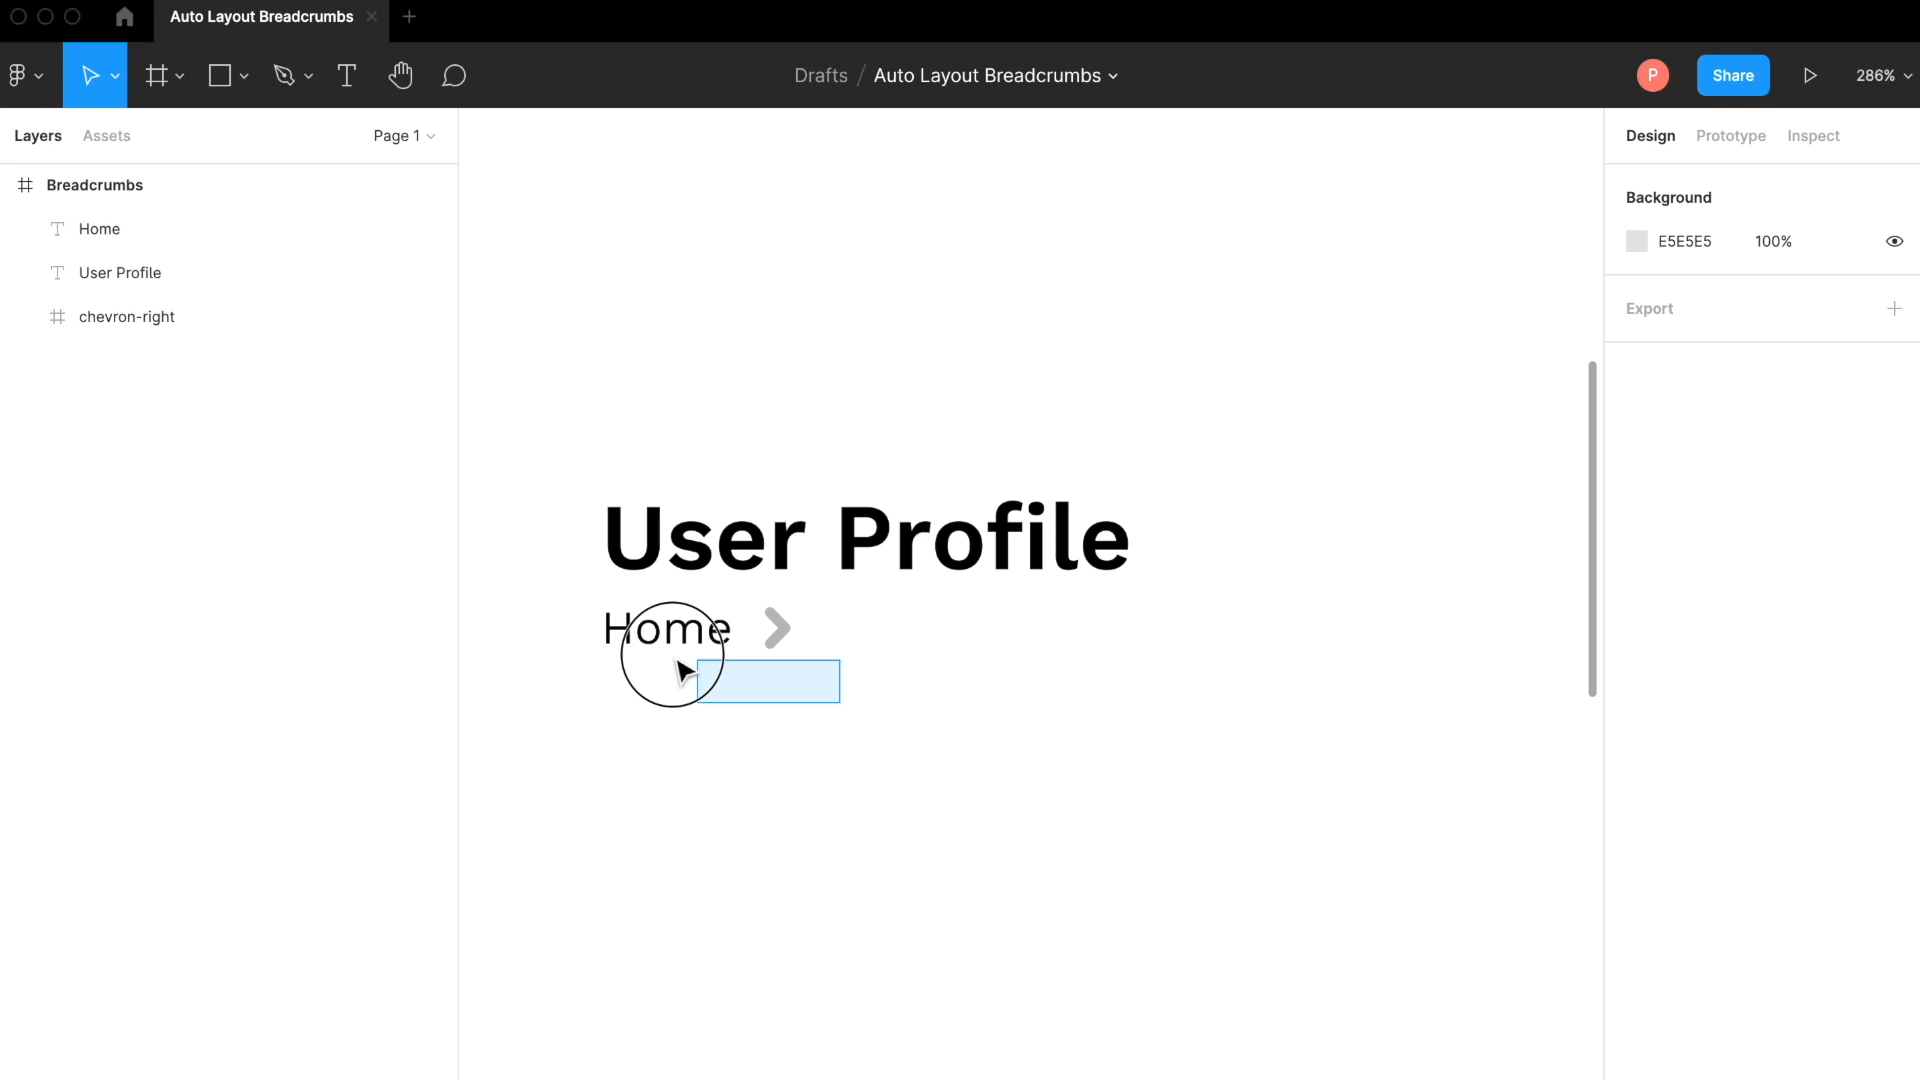 Auto Layout Breadcrumbs
Drafts / Auto Layout Breadcrumbs
P
Share
286%
Layers
Assets
Page 1
Breadcrumbs
Home
User Profile
chevron-right
User Profile
Home
Design
Prototype
Inspect
Background
E5E5E5
100%
Export